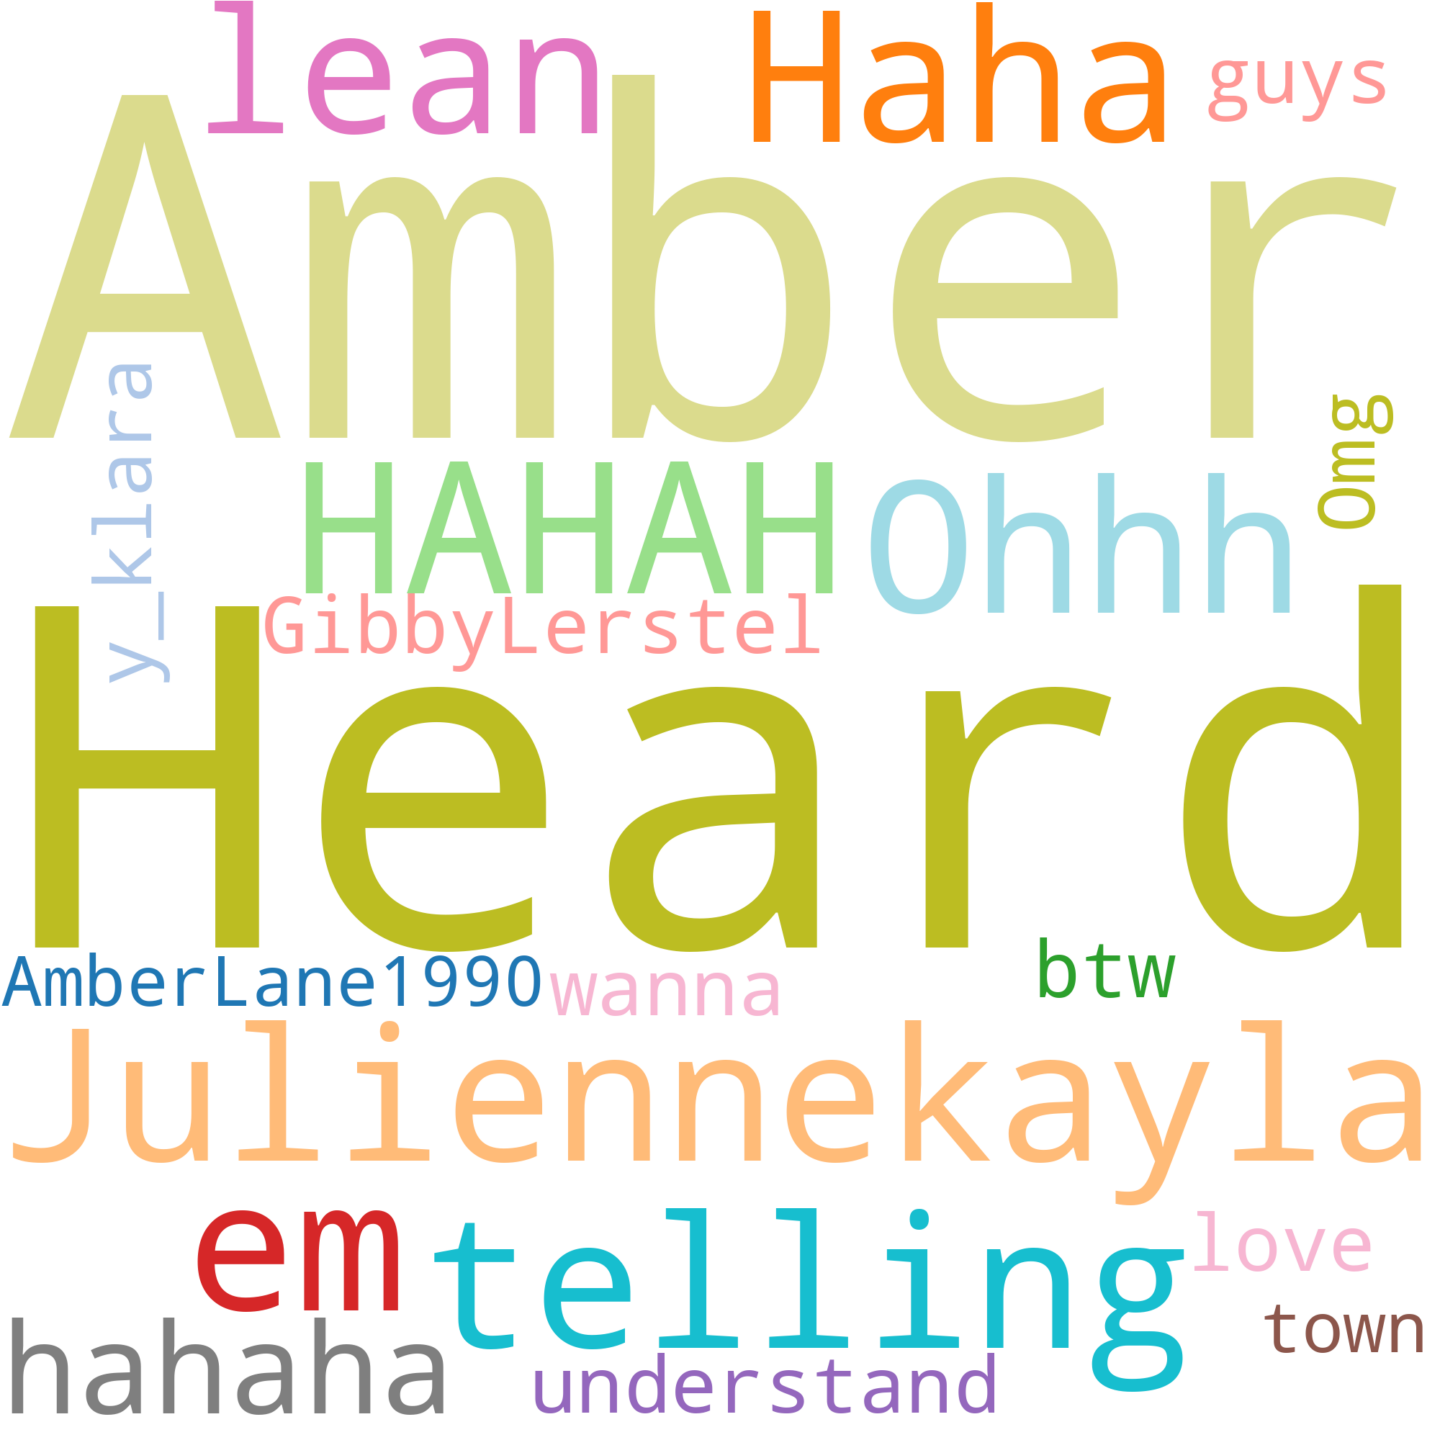 lean Haha guys
Amber
y_klara
HAHAH Ohhh Omg
GibbyLerstel
Heard
AmberLane1990 wanna btw
Juliennekayla
em telling love
hahaha understand town